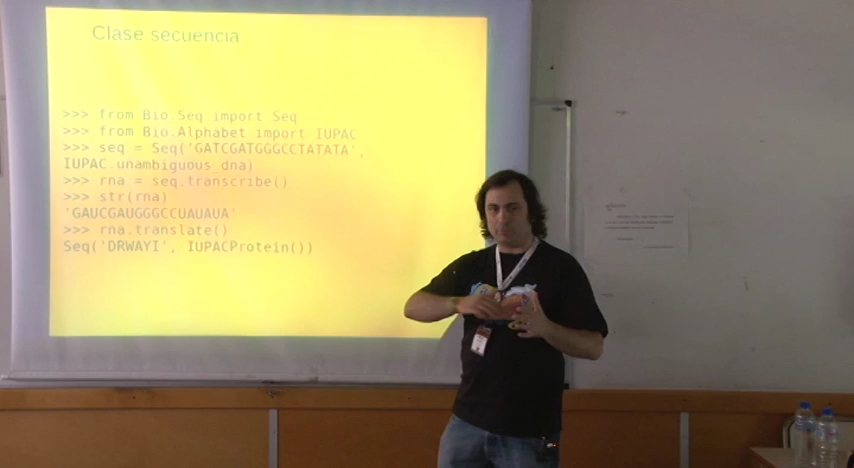 Clase secuencia
>>> from Bio.Seq import Seq
>>> from Bio.Alphabet import IUPAC
>>> seq = Seq('GATCGATGGGCCTATATA',
IUPAC.unambiguous_dna)
>>> rna = seq.transcribe()
>>> str(rna)
'GAUCGAUGGGCCUAUAUA'
>>> rna.translate()
Seq('DRWAYI', IUPACProtein())